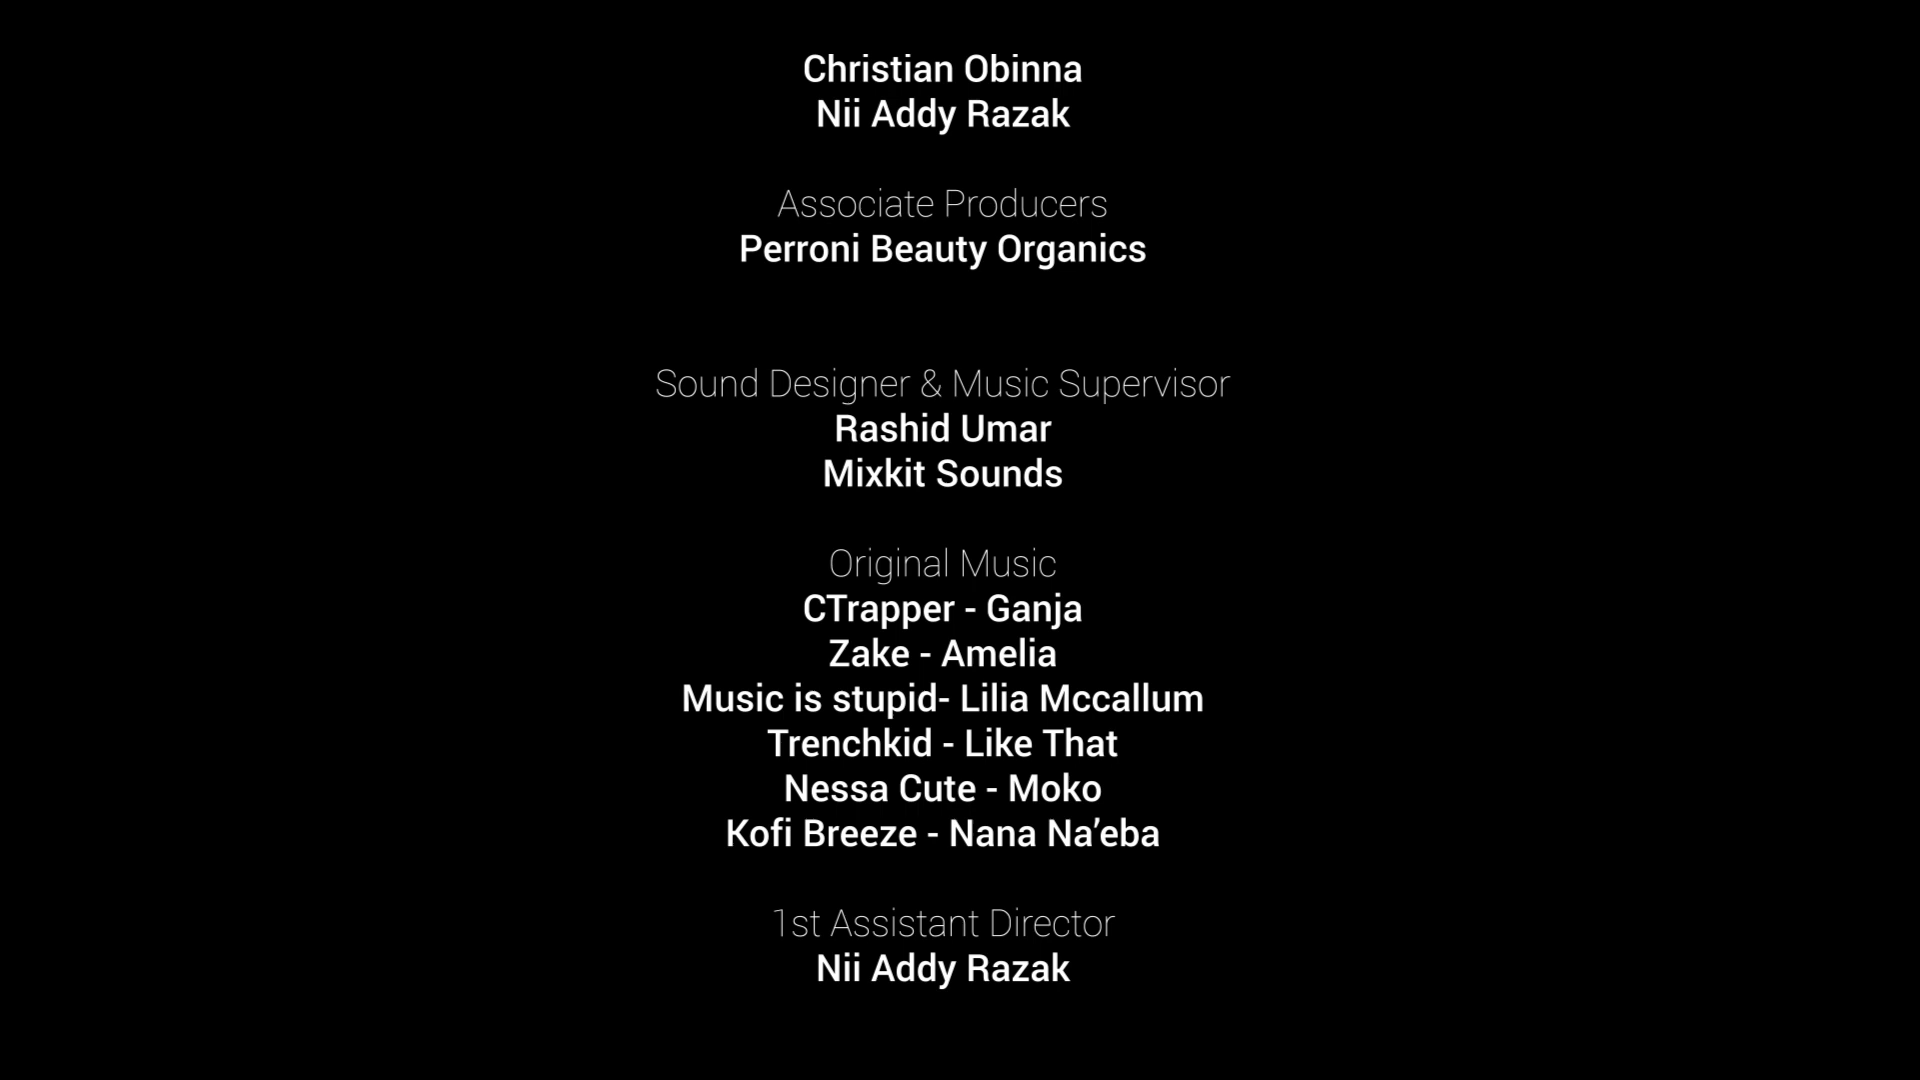 Christian Obinna
Nii Addy Razak
Associate Producers
Perroni Beauty Organics
Sound Designer & Music Supervisor
Rashid Umar
Mixkit Sounds
Original Music
CTrapper - Ganja
Zake - Amelia
Music is stupid- Lilia Mccallum
Trenchkid - Like That
Nessa Cute - Moko
Kofi Breeze - Nana Na’eba
1st Assistant Director
Nii Addy Razak